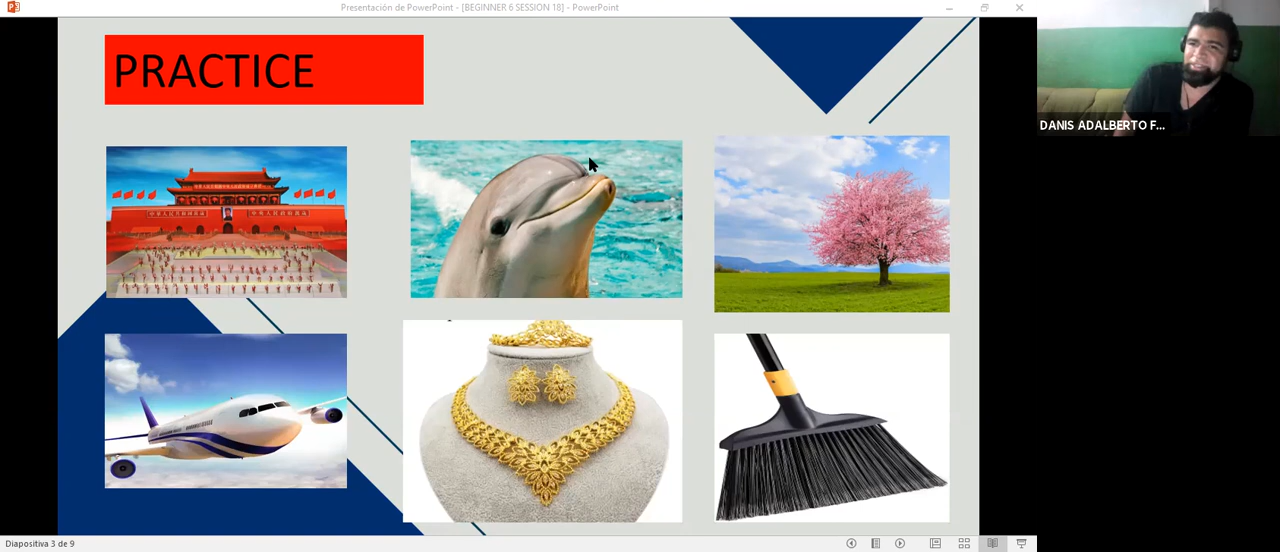 Presentación de PowerPoint - [BEGINNER 6 SESSION 18] - PowerPoint
PRACTICE
DANIS ADALBERTO F...
Diapositiva 3 de 9